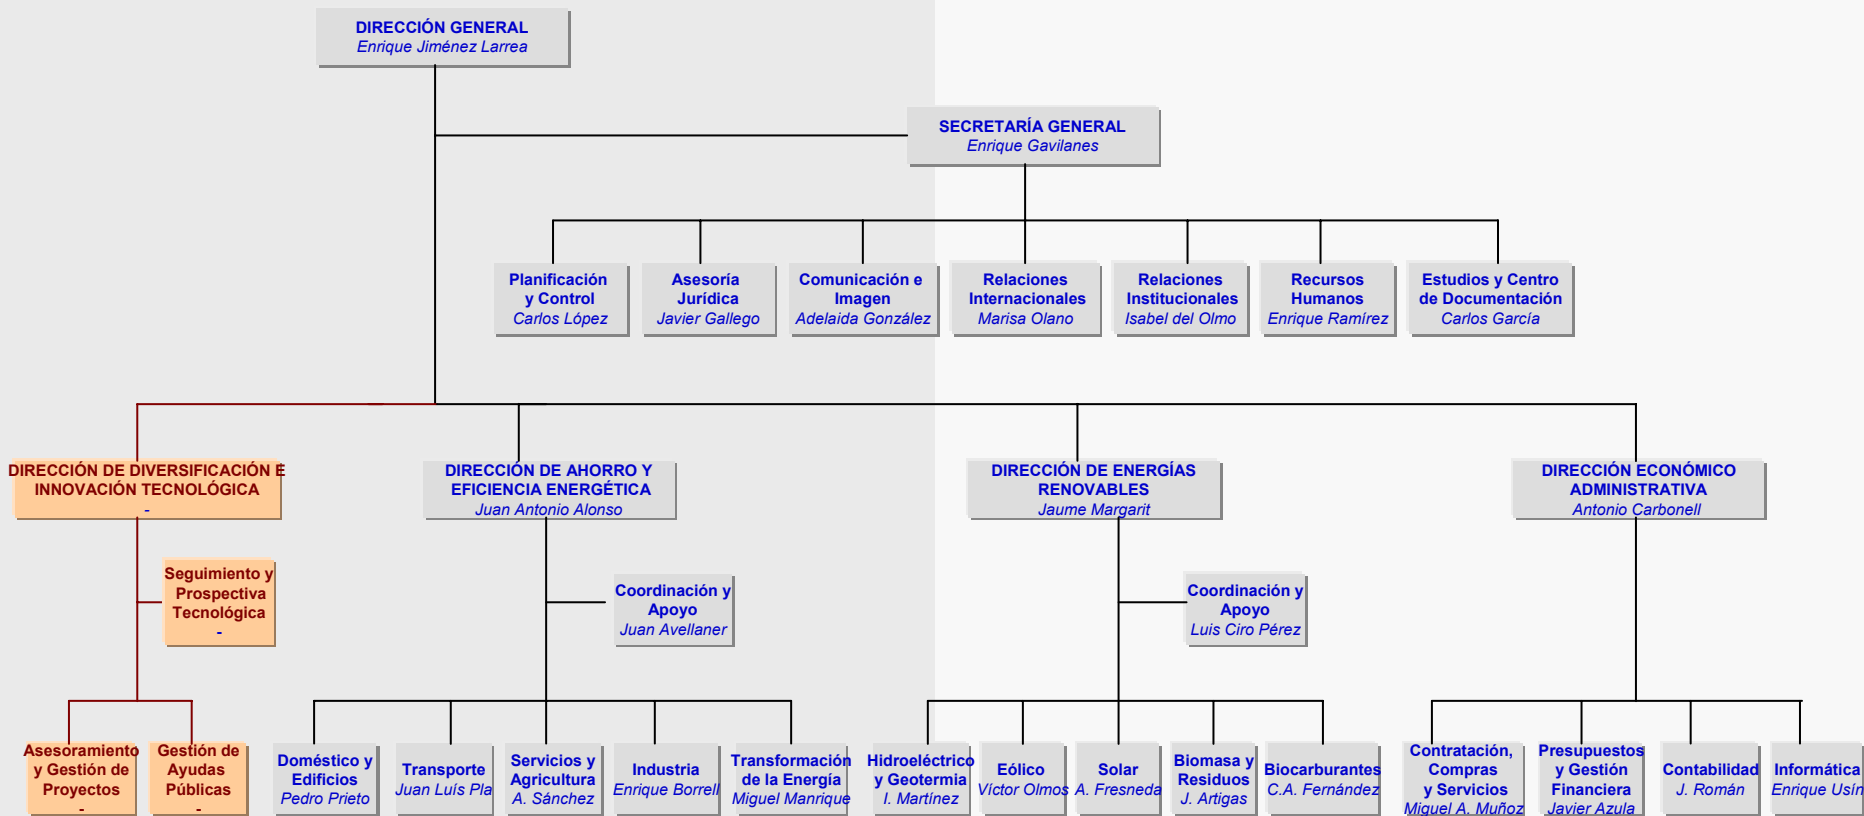 DIRECCIÓN GENERAL
Enrique Jiménez Larrea
SECRETARÍA GENERAL
Enrique Gavilanes
Planificación
y Control
Carlos López
Asesoría
Jurídica
Javier Gallego
Comunicación e
Imagen
Adelaida González
Relaciones
Internacionales
Marisa Olano
Relaciones
Institucionales
Isabel del Olmo
Recursos
Humanos
Enrique Ramírez
Estudios y Centro
de Documentación
Carlos García
DIRECCIÓN DE DIVERSIFICACIÓN E
INNOVACIÓN TECNOLÓGICA
-
DIRECCIÓN DE AHORRO Y
EFICIENCIA ENERGÉTICA
Juan Antonio Alonso
DIRECCIÓN DE ENERGÍAS
RENOVABLES
Jaume Margarit
DIRECCIÓN ECONÓMICO
ADMINISTRATIVA
Antonio Carbonell
Seguimiento y
Prospectiva
Tecnológica
-
Coordinación y
Apoyo
Juan Avellaner
Coordinación y
Apoyo
Luis Ciro Pérez
Asesoramiento
y Gestión de
Proyectos
-
Gestión de
Ayudas
Públicas
-
Doméstico y
Edificios
Pedro Prieto
Transporte
Juan Luís Pla
Servicios y
Agricultura
A. Sánchez
Industria
Enrique Borrell
Transformación
de la Energía
Miguel Manrique
Hidroeléctrico
y Geotermia
I. Martínez
Eólico
Víctor Olmos
Solar
A. Fresneda
Biomasa y
Residuos
J. Artigas
Biocarburantes
C.A. Fernández
Contratación,
Compras
y Servicios
Miguel A. Muñoz
Presupuestos
y Gestión
Financiera
Javier Azula
Contabilidad
J. Román
Informática
Enrique Usín